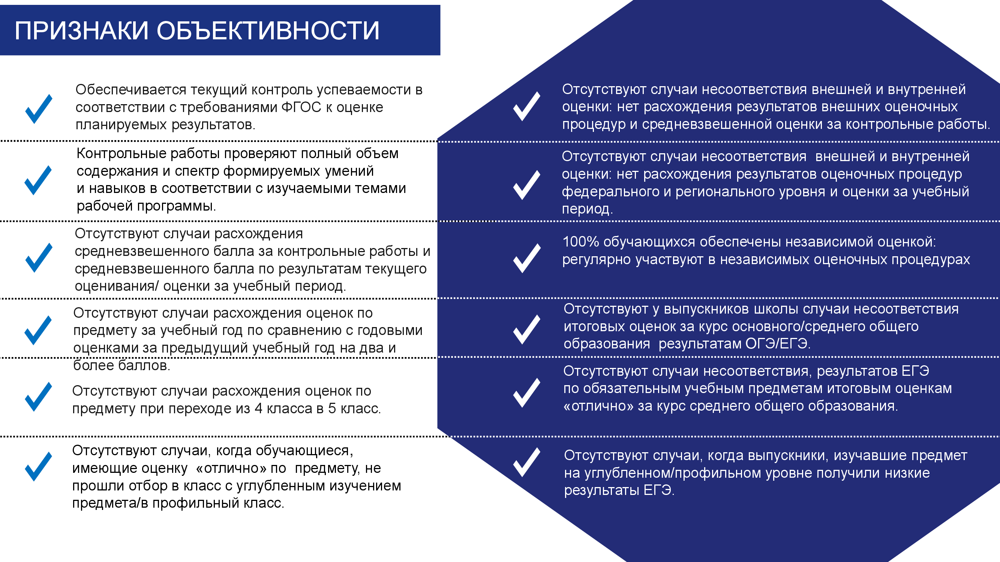 ПРИЗНАКИ ОБЪЕКТИВНОСТИ
Обеспечивается текущий контроль успеваемости в
соответствии с требованиями ФГОС к оценке
планируемых результатов.
Контрольные работы проверяют полный объем
содержания и спектр формируемых умений
и навыков в соответствии с изучаемыми темами
рабочей программы.
Отсутствуют случаи расхождения
средневзвешенного балла за контрольные работы и
средневзвешенного балла по результатам текущего
оценивания/ оценки за учебный период.
Отсутствуют случаи расхождения оценок по
предмету за учебный год по сравнению с годовыми
оценками за предыдущий учебный год на два и
более баллов.
Отсутствуют случаи расхождения оценок по
предмету при переходе из 4 класса в 5 класс.
Отсутствуют случаи, когда обучающиеся,
имеющие оценку  «отлично» по  предмету, не
прошли отбор в класс с углубленным изучением
предмета/в профильный класс.
Отсутствуют случаи несоответствия внешней и внутренней
оценки: нет расхождения результатов внешних оценочных
процедур и средневзвешенной оценки за контрольные работы.
Отсутствуют случаи несоответствия  внешней и внутренней
оценки: нет расхождения результатов оценочных процедур
федерального и регионального уровня и оценки за учебный
период.
100% обучающихся обеспечены независимой оценкой:
регулярно участвуют в независимых оценочных процедурах
Отсутствуют у выпускников школы случаи несоответствия
итоговых оценок за курс основного/среднего общего
образования  результатам ОГЭ/ЕГЭ.
Отсутствуют случаи несоответствия, результатов ЕГЭ
по обязательным учебным предметам итоговым оценкам
«отлично» за курс среднего общего образования.
Отсутствуют случаи, когда выпускники, изучавшие предмет
на углубленном/профильном уровне получили низкие
результаты ЕГЭ.